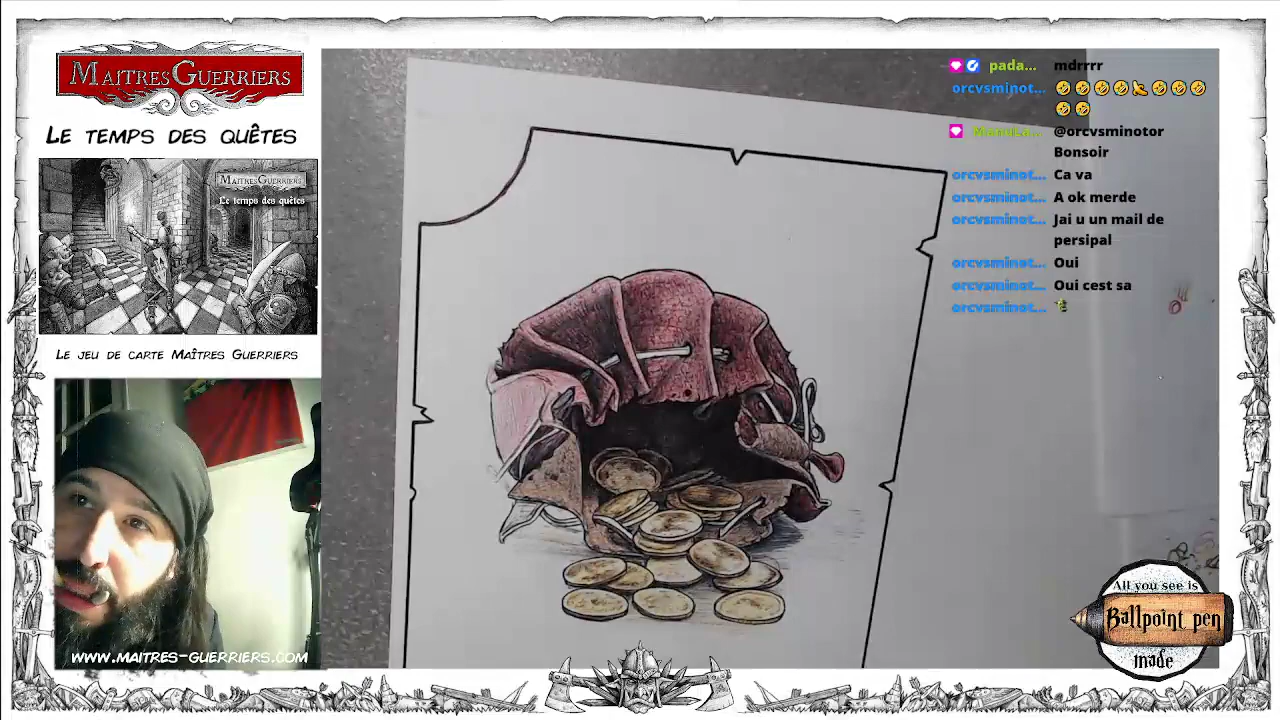 MAITRESGUERRIERS
LE TEMPS DES QUÊTES
MAITRESGUERRIERS
Le temps des quêtes
LE JEU DE CARTE MAÎTRES GUERRIERS
WWW.MAITRES-GUERRIERS.COM
pada... mdrrrr
orcvsminot...
MenuLa... @orcvsminotor
Bonsoir
orcvsminot... Ca va
orcvsminot... A ok merde
orcvsminot... Jai u un mail de
persipal
orcvsminot... Oui
orcvsminot... Oui cest sa
orcvsminot...
All you see is
Ballpoint pen
made